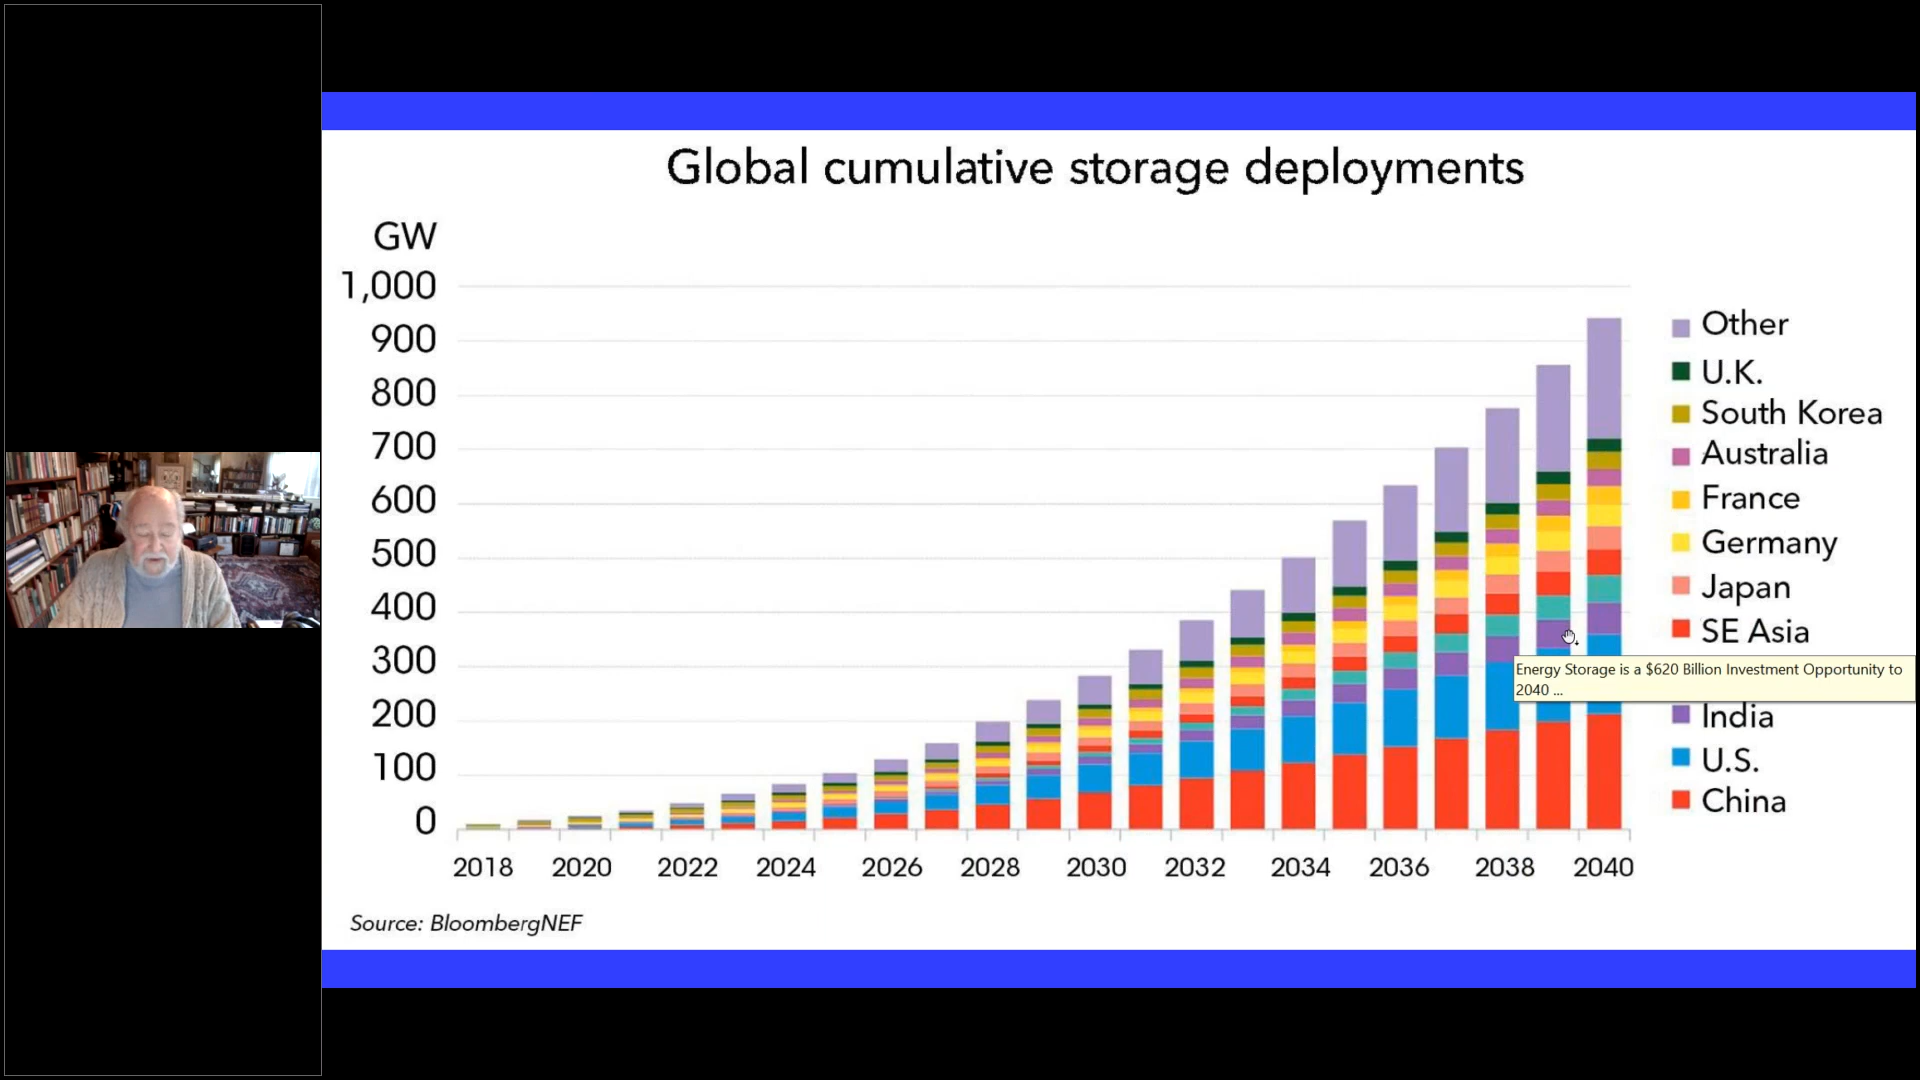 Global cumulative storage deployments
GW
1,000
900
800
700
600
500
400
300
200
100
0
2018 2020 2022 2024 2026 2028 2030 2032 2034 2036 2038 2040
Other
U.K.
South Korea
Australia
France
Germany
Japan
SE Asia
Energy Storage is a $620 Billion Investment Opportunity to
2040 ...
India
U.S.
China
Source: BloombergNEF